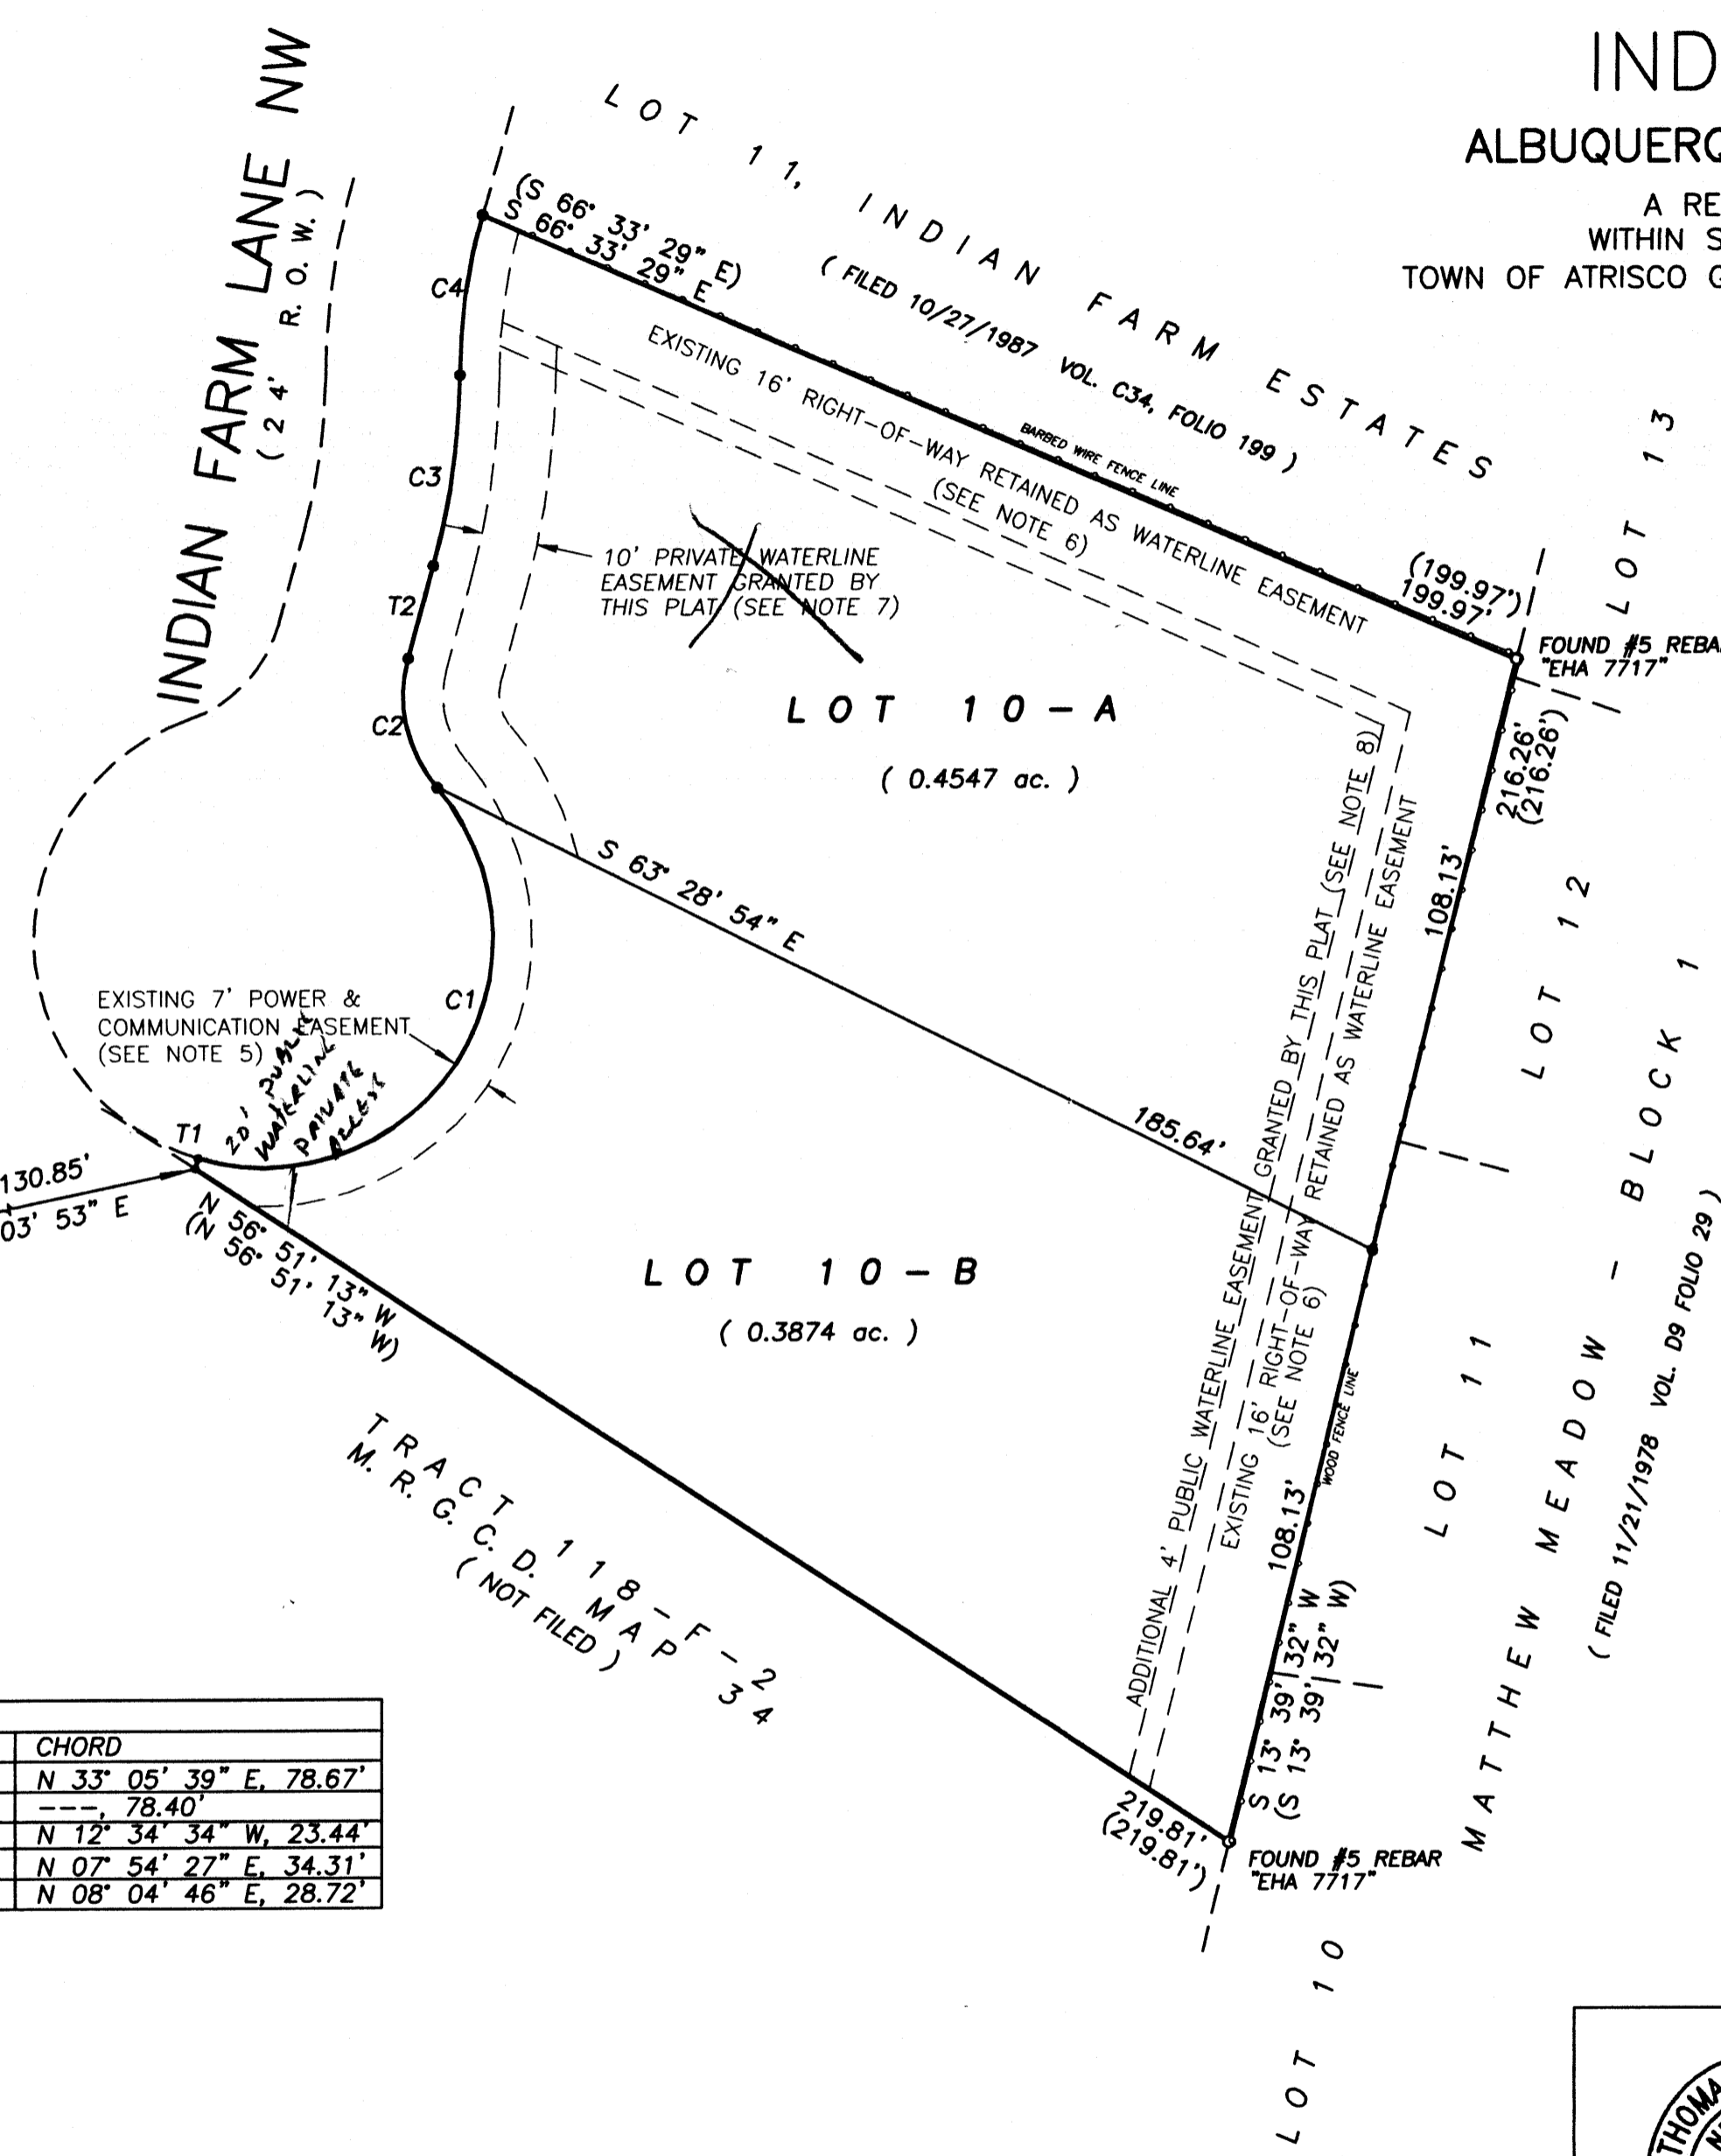 IND
ALBUQUERQ
A RE
WITHIN S
TOWN OF ATRISCO G
INDIAN FARM LANE NW
( 24' R. O. W. )
LOT 11, INDIAN FARM ESTATES
( FILED 10/27/1987 VOL. C34, FOLIO 199 )
(S 66° 33' 29" E)
S 66° 33' 29" E
EXISTING 16' RIGHT-OF-WAY RETAINED AS WATERLINE EASEMENT
(SEE NOTE 6)
BARBED WIRE FENCE LINE
(199.97')
199.97'
FOUND #5 REBA
"EHA 7717"
C4
C3
T2
C2
10' PRIVATE WATERLINE
EASEMENT GRANTED BY
THIS PLAT (SEE NOTE 7)
LOT 10-A
( 0.4547 ac. )
216.26'
(216.26')
108.13'
LOT 13
LOT 12
S 63° 28' 54" E
185.64'
ADDITIONAL 4' PUBLIC WATERLINE EASEMENT GRANTED BY THIS PLAT (SEE NOTE 8)
EXISTING 16' RIGHT-OF-WAY RETAINED AS WATERLINE EASEMENT
(SEE NOTE 6)
EXISTING 7' POWER &
COMMUNICATION EASEMENT
(SEE NOTE 5)
C1
20' PUBLIC
WATERLINE
PRIVATE
ACCESS
T1
130.85'
03' 53" E
N 56° 51' 13" W
(N 56° 51' 13" W)
LOT 10-B
( 0.3874 ac. )
WOOD FENCE LINE
108.13'
S 13° 39' 32" W
(S 13° 39' 32" W)
LOT 11
MATTHEW MEADOW - BLOCK 1
( FILED 11/21/1978 VOL. D9 FOLIO 29 )
TRACT 118-F-2
M. R. G. C. D. MAP 34
( NOT FILED )
219.81'
(219.81')
FOUND #5 REBAR
"EHA 7717"
LOT 10
CHORD
N 33° 05' 39" E, 78.67'
---, 78.40'
N 12° 34' 34" W, 23.44'
N 07° 54' 27" E, 34.31'
N 08° 04' 46" E, 28.72'
THOMA